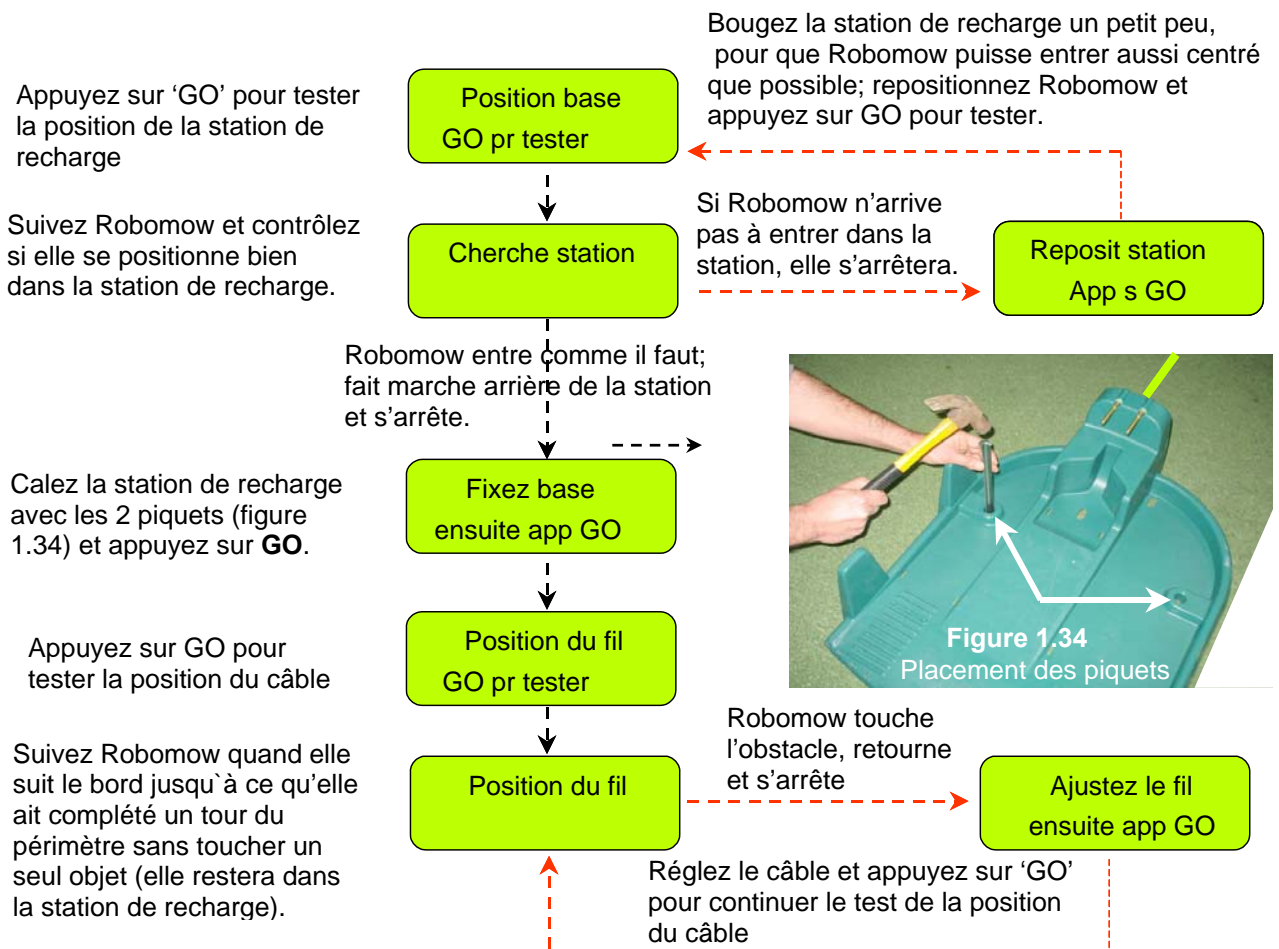 Bougez la station de recharge un petit peu,
pour que Robomow puisse entrer aussi centré
que possible; repositionnez Robomow et
appuyez sur GO pour tester.
Appuyez sur ‘GO’ pour tester
la position de la station de
recharge
Position base
GO pr tester
Suivez Robomow et contrôlez
si elle se positionne bien
dans la station de recharge.
Cherche station
Si Robomow n’arrive
pas à entrer dans la
station, elle s’arrêtera.
Reposit station
App s GO
Robomow entre comme il faut;
fait marche arrière de la station
et s’arrête.
Calez la station de recharge
avec les 2 piquets (figure
1.34) et appuyez sur GO.
Fixez base
ensuite app GO
Figure 1.34
Placement des piquets
Appuyez sur GO pour
tester la position du câble
Position du fil
GO pr tester
Suivez Robomow quand elle
suit le bord jusqu`à ce qu’elle
ait complété un tour du
périmètre sans toucher un
seul objet (elle restera dans
la station de recharge).
Position du fil
Robomow touche
l’obstacle, retourne
et s’arrête
Ajustez le fil
ensuite app GO
Réglez le câble et appuyez sur ‘GO’
pour continuer le test de la position
du câble